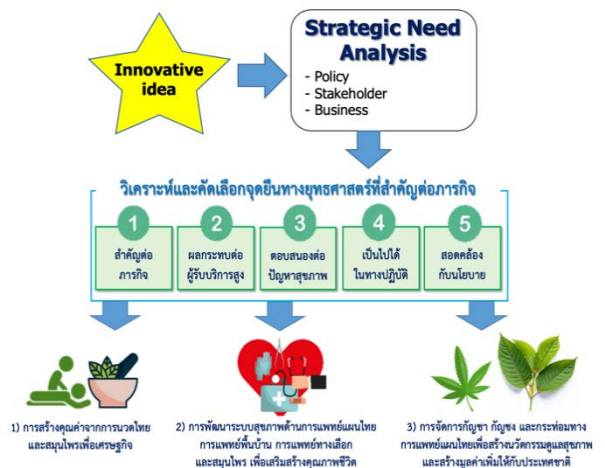 Innovative
idea
Strategic Need
Analysis
- Policy
- Stakeholder
- Business
วิเคราะห์และคัดเลือกจุดยืนทางยุทธศาสตร์ที่สำคัญต่อภารกิจ
1
สำคัญต่อ
ภารกิจ
2
ผลกระทบต่อ
ผู้รับบริการสูง
3
ตอบสนองต่อ
ปัญหาสุขภาพ
4
เป็นไปได้
ในทางปฏิบัติ
5
สอดคล้อง
กับนโยบาย
1) การสร้างคุณค่าจากการนวดไทย
และสมุนไพรเพื่อเศรษฐกิจ
2) การพัฒนาระบบสุขภาพด้านการแพทย์แผนไทย
การแพทย์พื้นบ้าน การแพทย์ทางเลือก
และสมุนไพร เพื่อเสริมสร้างคุณภาพชีวิต
3) การจัดการกัญชา กัญชง และกระท่อมทาง
การแพทย์แผนไทยเพื่อสร้างนวัตกรรมดูแลสุขภาพ
และสร้างมูลค่าเพิ่มให้กับประเทศชาติ